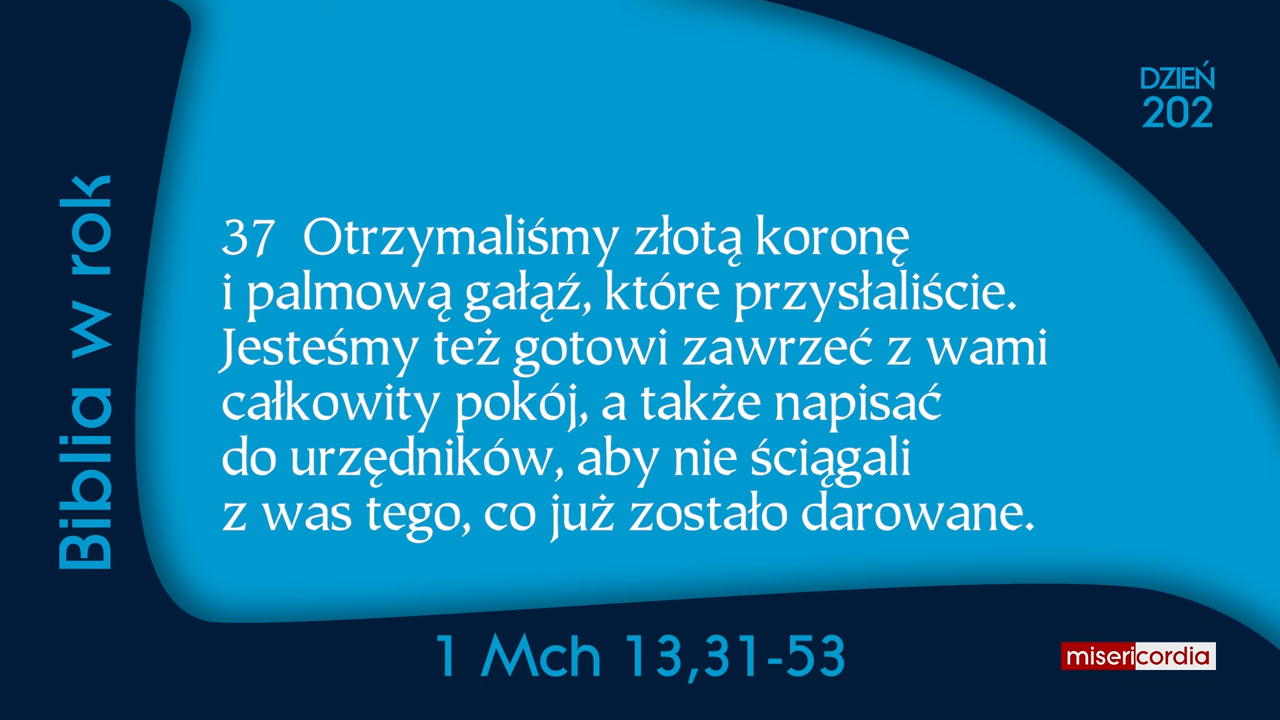 DZIEŃ
202
Biblia w rok
37 Otrzymaliśmy złotą koronę
i palmową gałąź, które przysłaliście.
Jesteśmy też gotowi zawrzeć z wami
całkowity pokój, a także napisać
do urzędników, aby nie ściągali
z was tego, co już zostało darowane.
1 Mch 13,31-53
misericordia